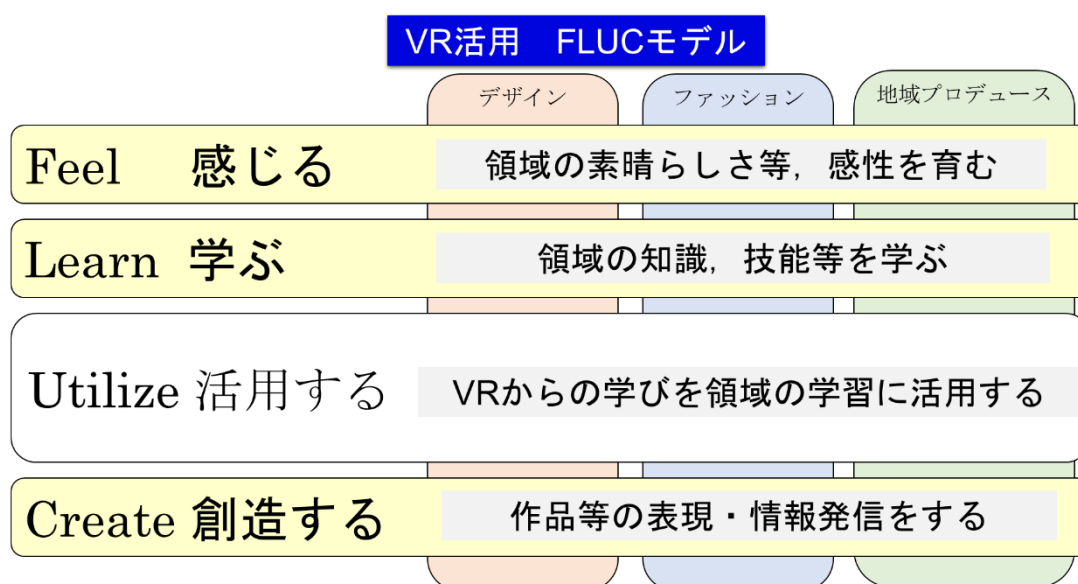 VR活用　FLUCモデル
デザイン
ファッション
地域プロデュース
Feel 感じる
領域の素晴らしさ等，感性を育む
Learn 学ぶ
領域の知識，技能等を学ぶ
Utilize 活用する
VRからの学びを領域の学習に活用する
Create 創造する
作品等の表現・情報発信をする